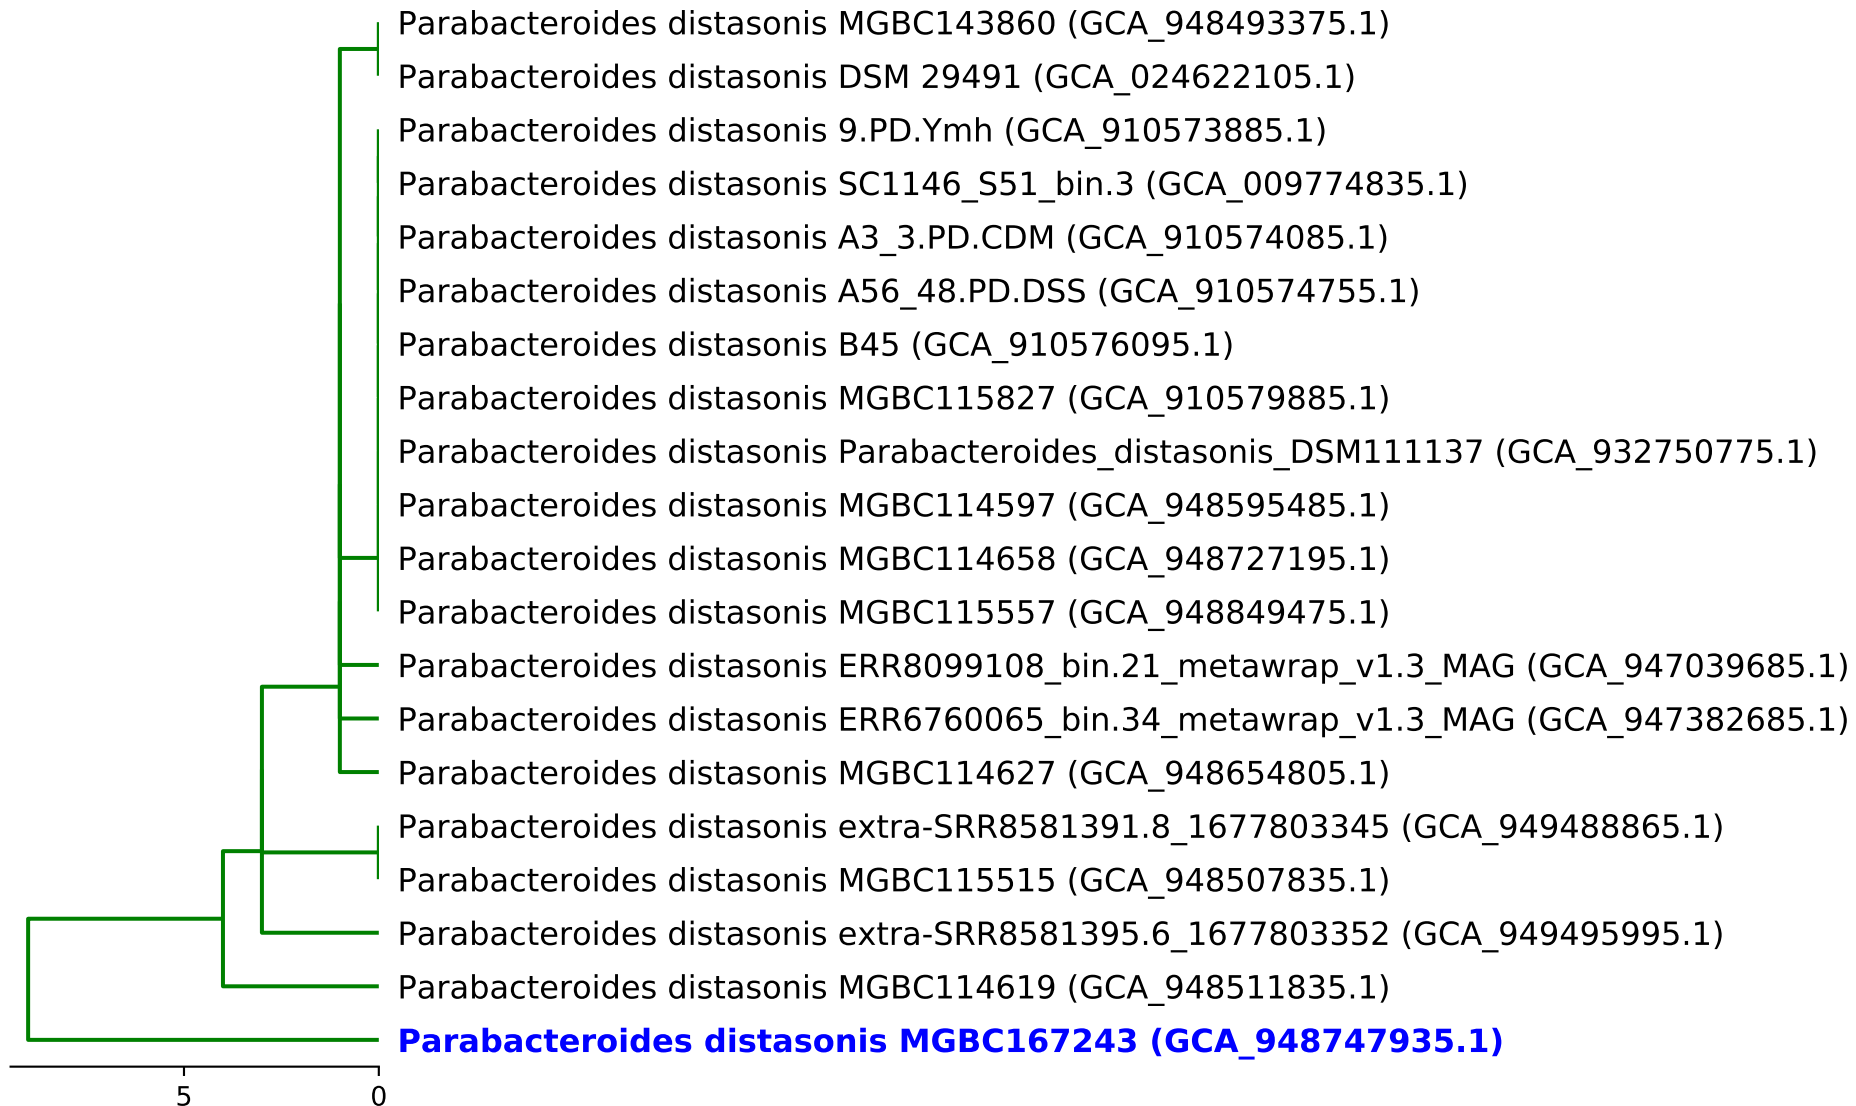 Parabacteroides distasonis MGBC143860 (GCA_948493375.1)
Parabacteroides distasonis DSM 29491 (GCA_024622105.1)
Parabacteroides distasonis 9.PD.Ymh (GCA_910573885.1)
Parabacteroides distasonis SC1146_S51_bin.3 (GCA_009774835.1)
Parabacteroides distasonis A3_3.PD.CDM (GCA_910574085.1)
Parabacteroides distasonis A56_48.PD.DSS (GCA_910574755.1)
Parabacteroides distasonis B45 (GCA_910576095.1)
Parabacteroides distasonis MGBC115827 (GCA_910579885.1)
Parabacteroides distasonis Parabacteroides_distasonis_DSM111137 (GCA_932750775.1)
Parabacteroides distasonis MGBC114597 (GCA_948595485.1)
Parabacteroides distasonis MGBC114658 (GCA_948727195.1)
Parabacteroides distasonis MGBC115557 (GCA_948849475.1)
Parabacteroides distasonis ERR8099108_bin.21_metawrap_v1.3_MAG (GCA_947039685.1)
Parabacteroides distasonis ERR6760065_bin.34_metawrap_v1.3_MAG (GCA_947382685.1)
Parabacteroides distasonis MGBC114627 (GCA_948654805.1)
Parabacteroides distasonis extra-SRR8581391.8_1677803345 (GCA_949488865.1)
Parabacteroides distasonis MGBC115515 (GCA_948507835.1)
Parabacteroides distasonis extra-SRR8581395.6_1677803352 (GCA_949495995.1)
Parabacteroides distasonis MGBC114619 (GCA_948511835.1)
Parabacteroides distasonis MGBC167243 (GCA_948747935.1)
5 0